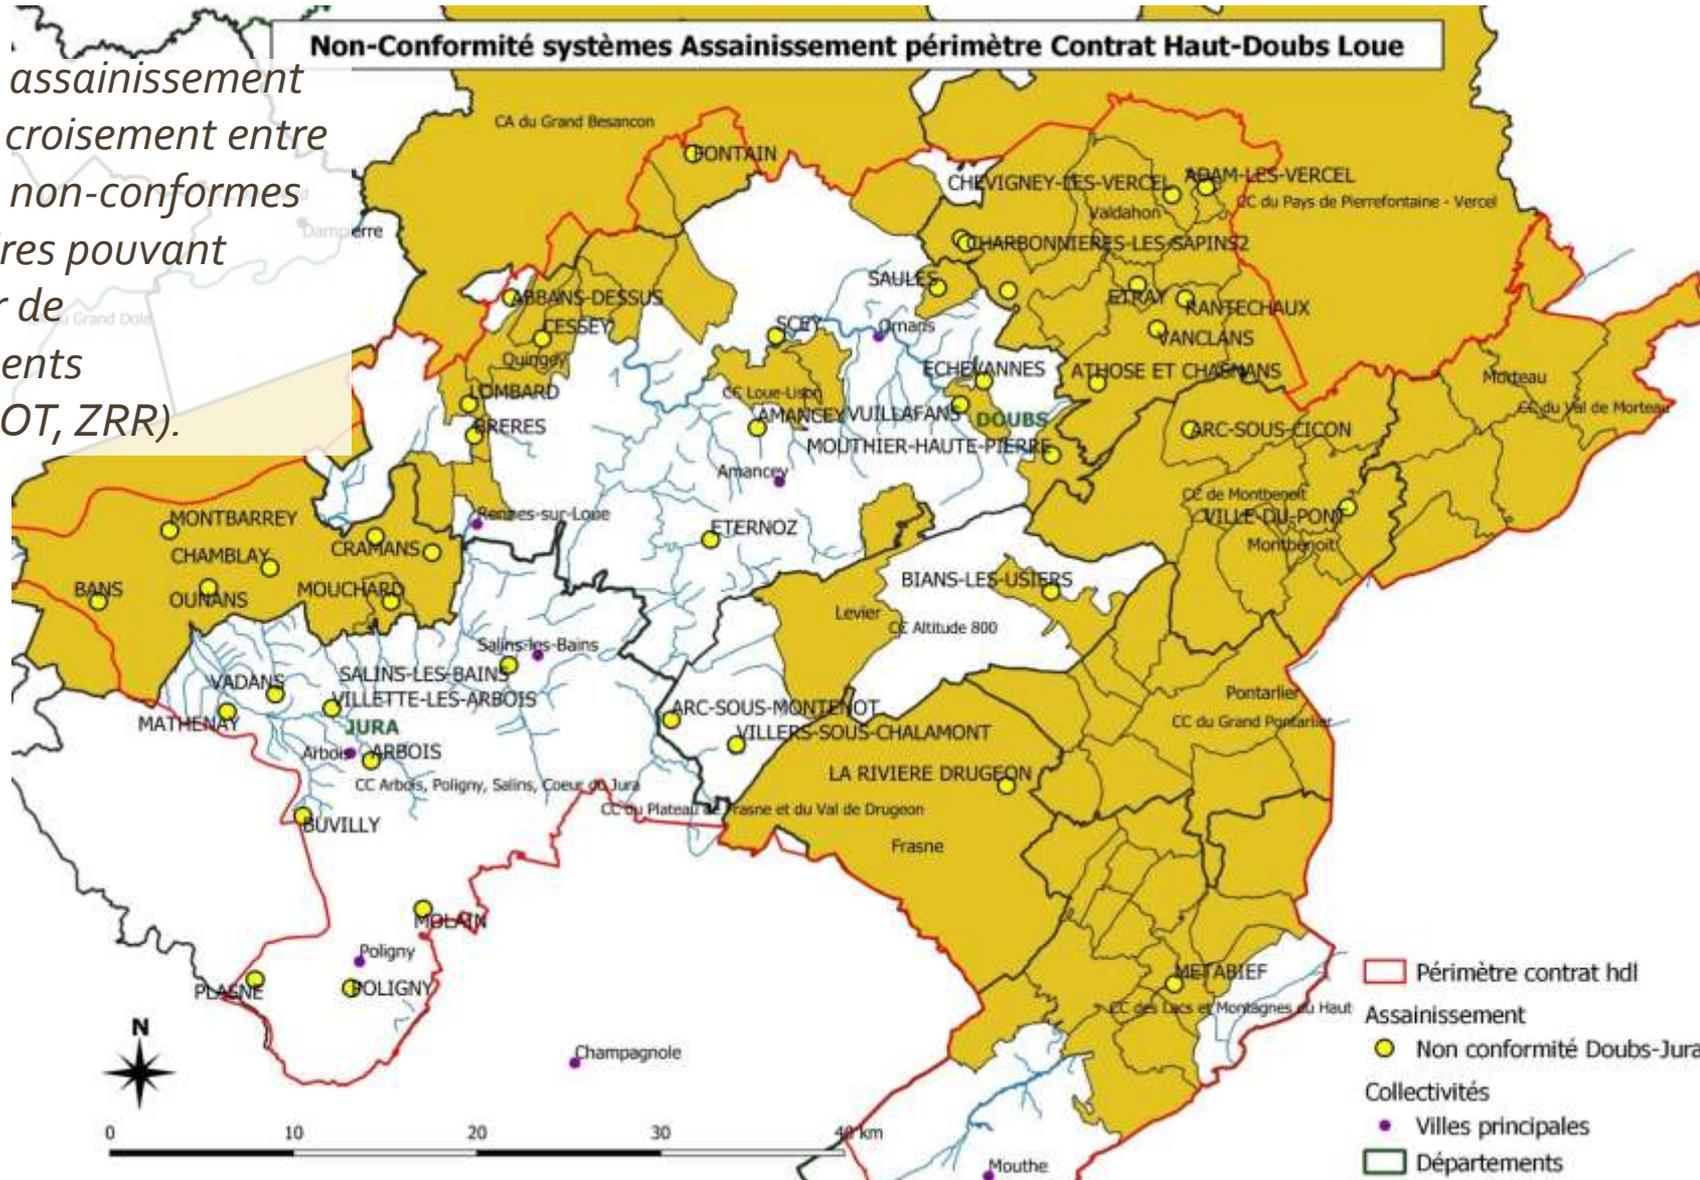 Non-Conformité systèmes Assainissement périmètre Contrat Haut-Doubs Loue
assainissement
croisement entre
non-conformes
res pouvant
r de
ents
OT, ZRR).
Dampierre
du Grand Dole
CA du Grand Besancon
FONTAIN
CHEVIGNEY-LES-VERCEL
ADAM-LES-VERCEL
Valdahon
CC du Pays de Pierrefontaine - Vercel
CHARBONNIERES-LES-SAPINS2
SAULES
ABBANS-DESSUS
ETRAY
RANTECHAUX
CESSEY
SCEY
Ornans
VANCLANS
Quingey
ECHEVANNES
ATHOSE ET CHASNANS
Morteau
LOMBARD
CC Loue-Lison
CC du Val de Morteau
AMANCEY
VUILLAFANS
DOUBS
BRERES
ARC-SOUS-CICON
MOUTHIER-HAUTE-PIERRE
Amancey
CC de Montbenoit
MONTBARREY
Rennes-sur-Loue
VILLE-DU-PONT
ETERNOZ
Montbenoit
CHAMBLAY
CRAMANS
BANS
OUNANS
MOUCHARD
BIANS-LES-USIERS
Levier
CC Altitude 800
Salins-les-Bains
SALINS-LES-BAINS
VADANS
VILLETTE-LES-ARBOIS
Pontarlier
MATHENAY
JURA
ARC-SOUS-MONTENOT
CC du Grand Pontarlier
VILLERS-SOUS-CHALAMONT
Arbois
ARBOIS
LA RIVIERE DRUGEON
CC Arbois, Poligny, Salins, Coeur du Jura
CC du Plateau de Frasne et du Val de Drugeon
BUVILLY
Frasne
MOLAIN
Poligny
PLASNE
POLIGNY
METABIEF
CC des Lacs et Montagnes du Haut
Champagnole
Mouthe
N
0 10 20 30 40 km
Périmètre contrat hdl
Assainissement
Non conformité Doubs-Jura
Collectivités
Villes principales
Départements